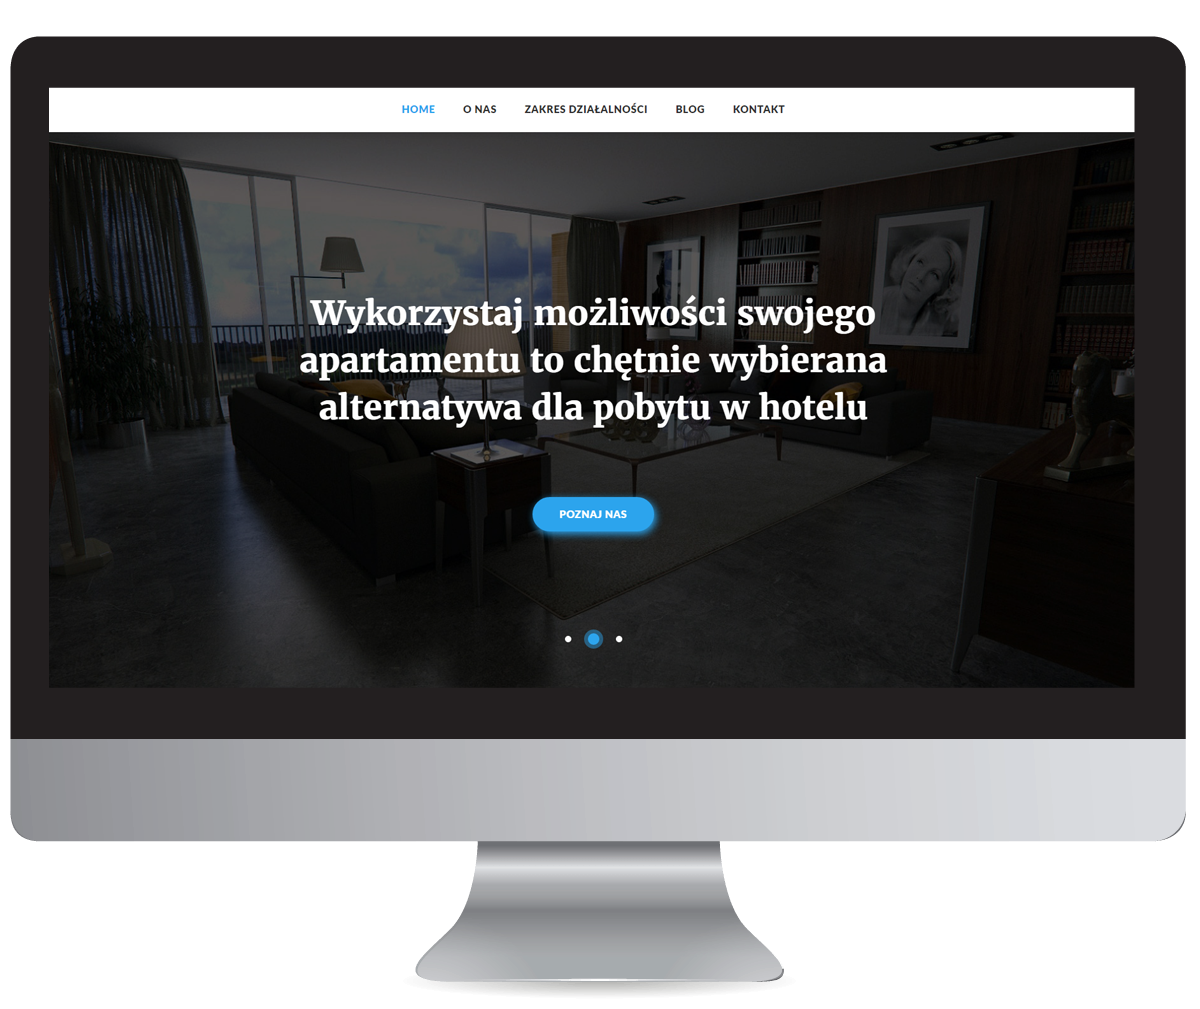 HOME O NAS ZAKRES DZIAŁALNOŚCI BLOG KONTAKT
Wykorzystaj możliwości swojego
apartamentu to chętnie wybierana
alternatywa dla pobytu w hotelu
POZNAJ NAS